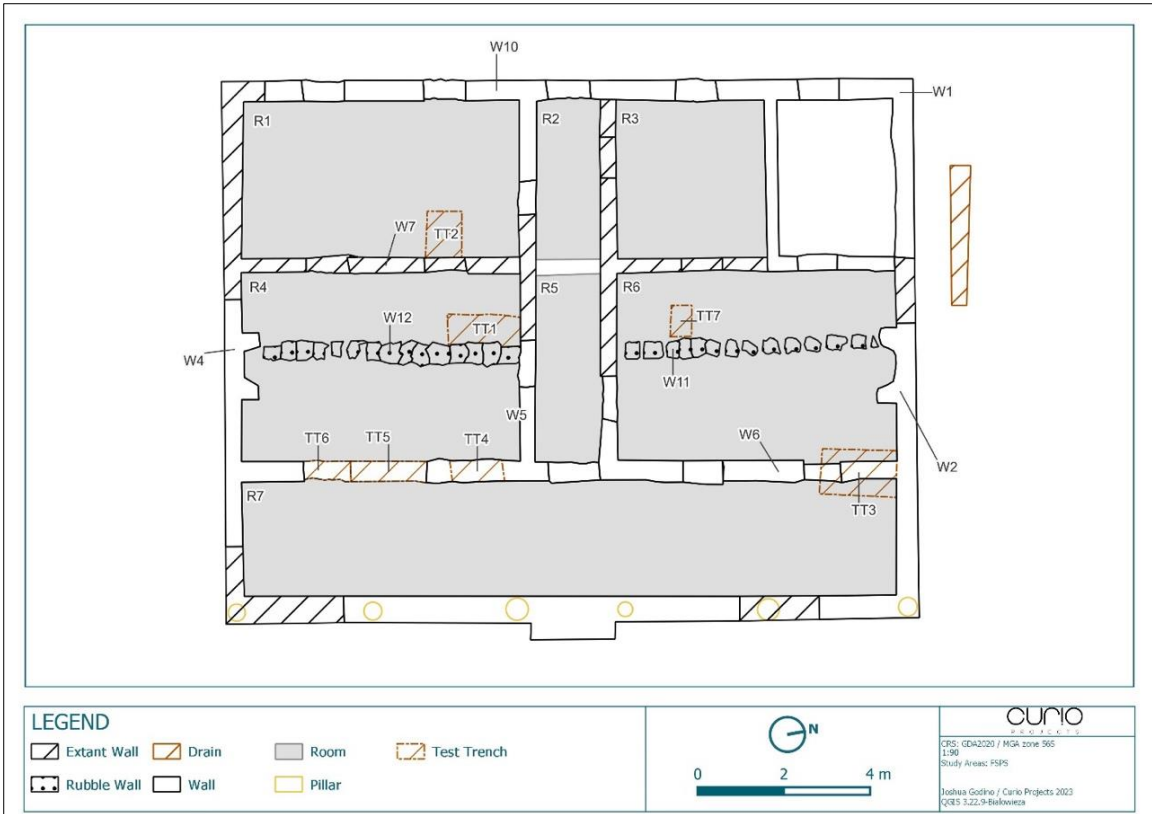 W10
W1
R1
R2
R3
TT2
W7
R4
R5
R6
TT1
TT7
W12
W4
W11
W5
W6
W2
TT6
TT5
TT4
TT3
R7
LEGEND
Extant Wall
Drain
Room
Test Trench
Rubble Wall
Wall
Pillar
N
0 2 4 m
CURIO
PROJECTS
CRS: GDA2020 / MGA zone 565
1:90
Study Areas: FSPS
Joshua Godino / Curio Projects 2023
QGIS 3.22.9-Bialowieza